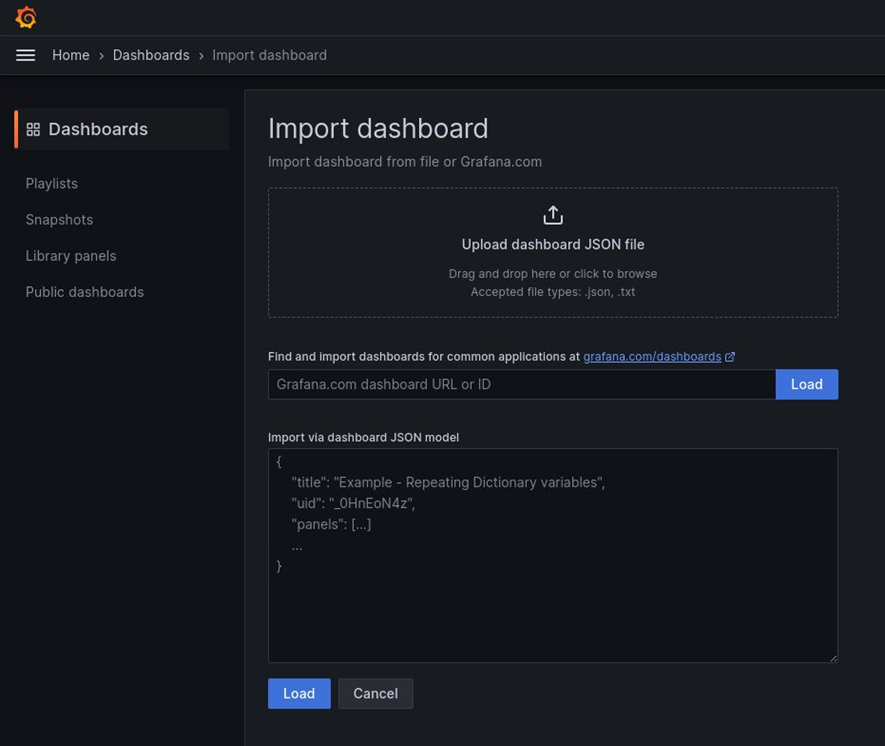 Home › Dashboards › Import dashboard
Dashboards
Playlists
Snapshots
Library panels
Public dashboards
Import dashboard
Import dashboard from file or Grafana.com
Upload dashboard JSON file
Drag and drop here or click to browse
Accepted file types: .json, .txt
Find and import dashboards for common applications at grafana.com/dashboards
Grafana.com dashboard URL or ID
Load
Import via dashboard JSON model
{
"title": "Example - Repeating Dictionary variables",
"uid": "_0HnEoN4z",
"panels": [...]
...
}
Load
Cancel